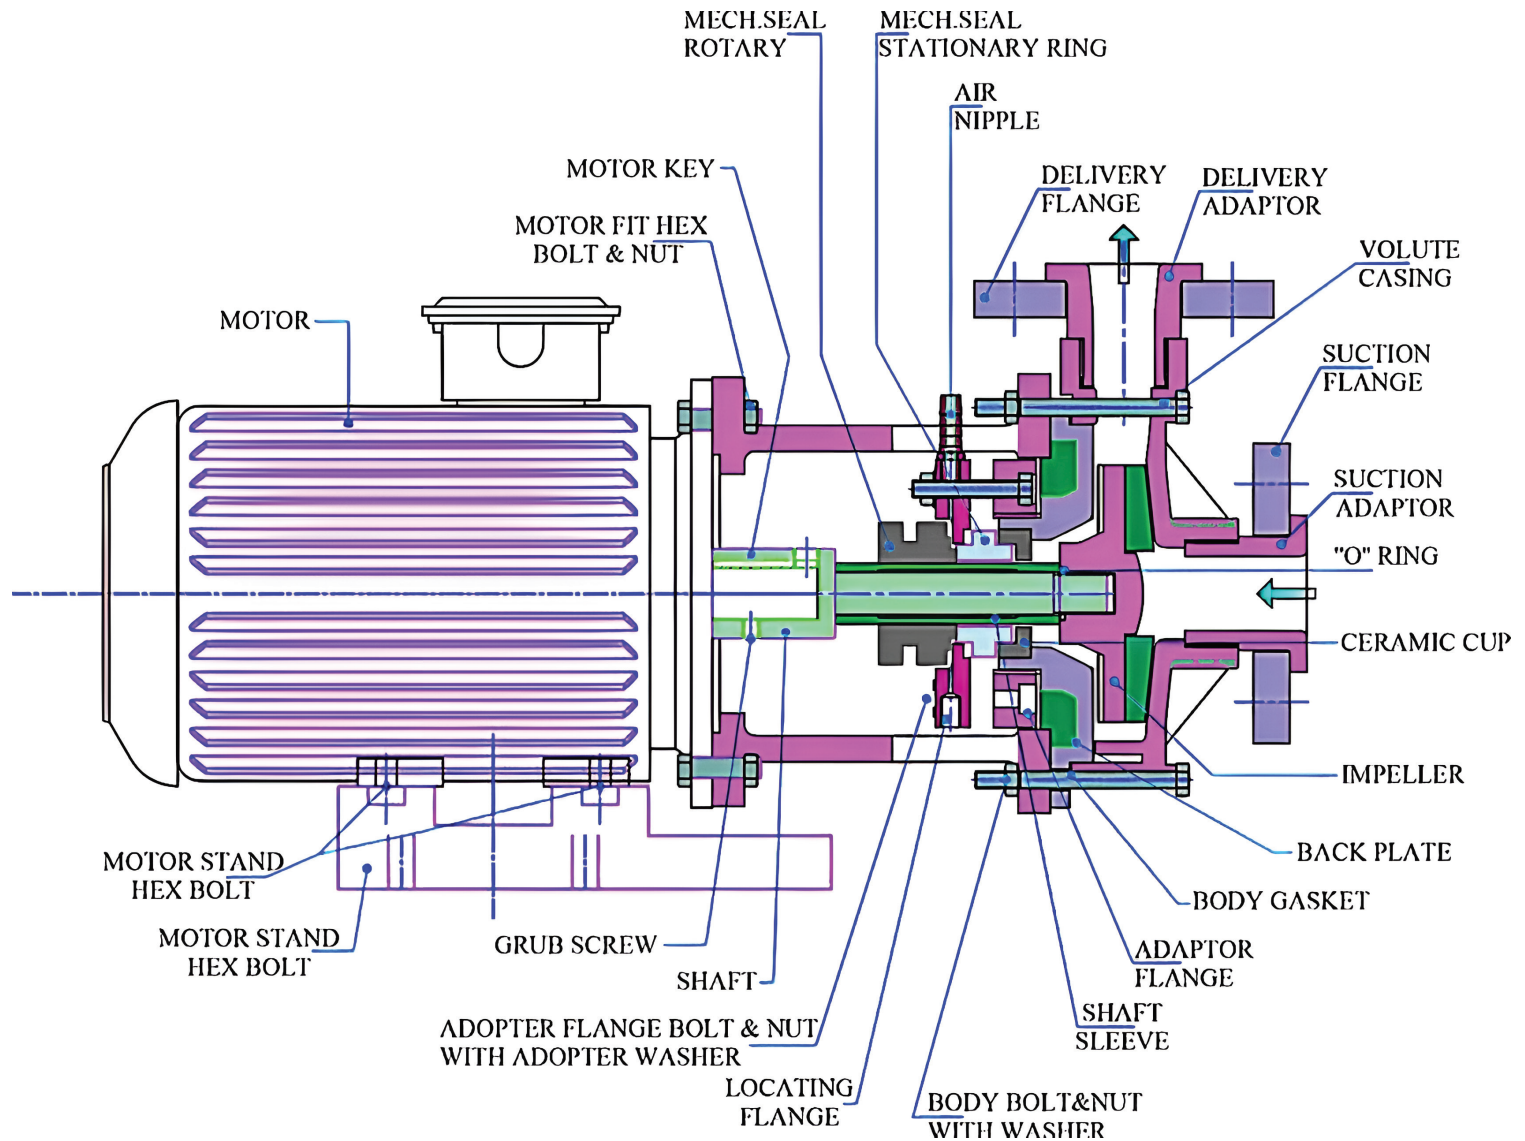 MECH.SEAL
ROTARY
MECH.SEAL
STATIONARY RING
AIR
NIPPLE
MOTOR KEY
DELIVERY
FLANGE
DELIVERY
ADAPTOR
MOTOR FIT HEX
BOLT & NUT
VOLUTE
CASING
MOTOR
SUCTION
FLANGE
SUCTION
ADAPTOR
"O" RING
CERAMIC CUP
IMPELLER
BACK PLATE
BODY GASKET
MOTOR STAND
HEX BOLT
MOTOR STAND
HEX BOLT
GRUB SCREW
SHAFT
ADAPTOR
FLANGE
SHAFT
SLEEVE
ADOPTER FLANGE BOLT & NUT
WITH ADOPTER WASHER
LOCATING
FLANGE
BODY BOLT&NUT
WITH WASHER